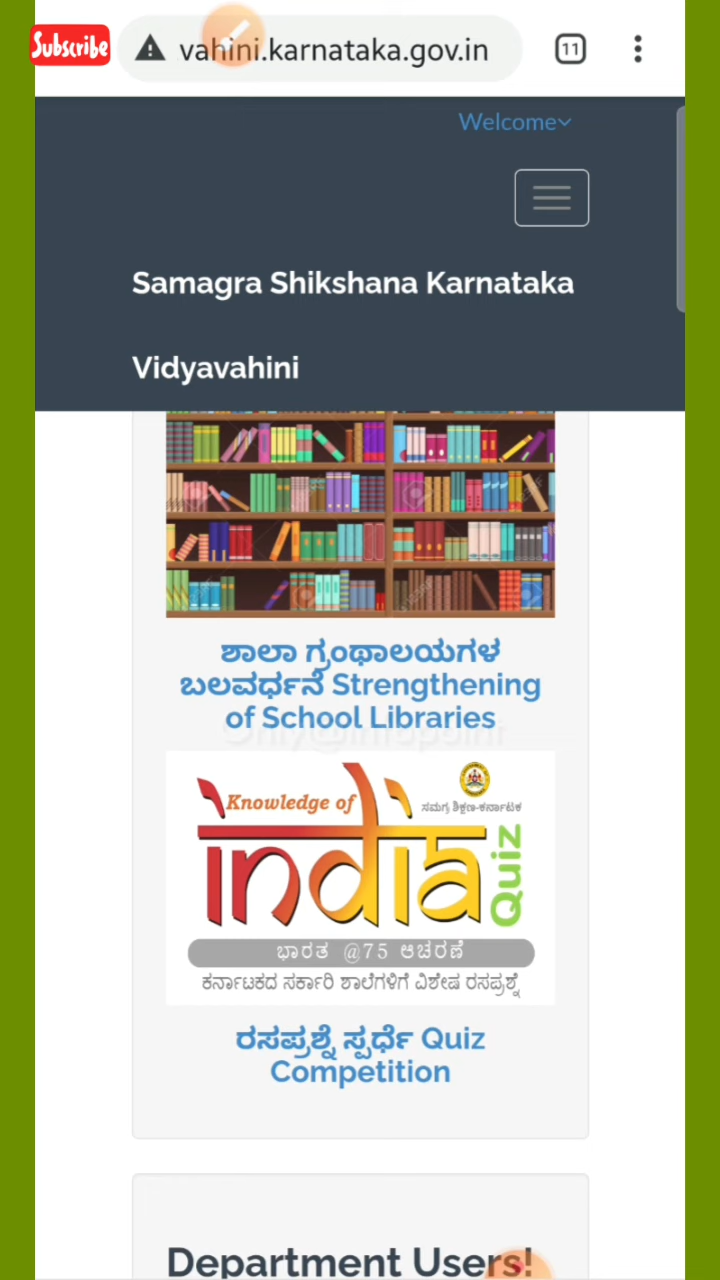 Subscribe
vahini.karnataka.gov.in
11
Welcome
Samagra Shikshana Karnataka
Vidyavahini
ಶಾಲಾ ಗ್ರಂಥಾಲಯಗಳ
ಬಲವರ್ಧನೆ Strengthening
of School Libraries
Knowledge of
ಸಮಗ್ರ ಶಿಕ್ಷಣ-ಕರ್ನಾಟಕ
india
Quiz
ಭಾರತ @75 ಆಚರಣೆ
ಕರ್ನಾಟಕದ ಸರ್ಕಾರಿ ಶಾಲೆಗಳಿಗೆ ವಿಶೇಷ ರಸಪ್ರಶ್ನೆ
ರಸಪ್ರಶ್ನೆ ಸ್ಪರ್ಧೆ Quiz
Competition
Department Users!